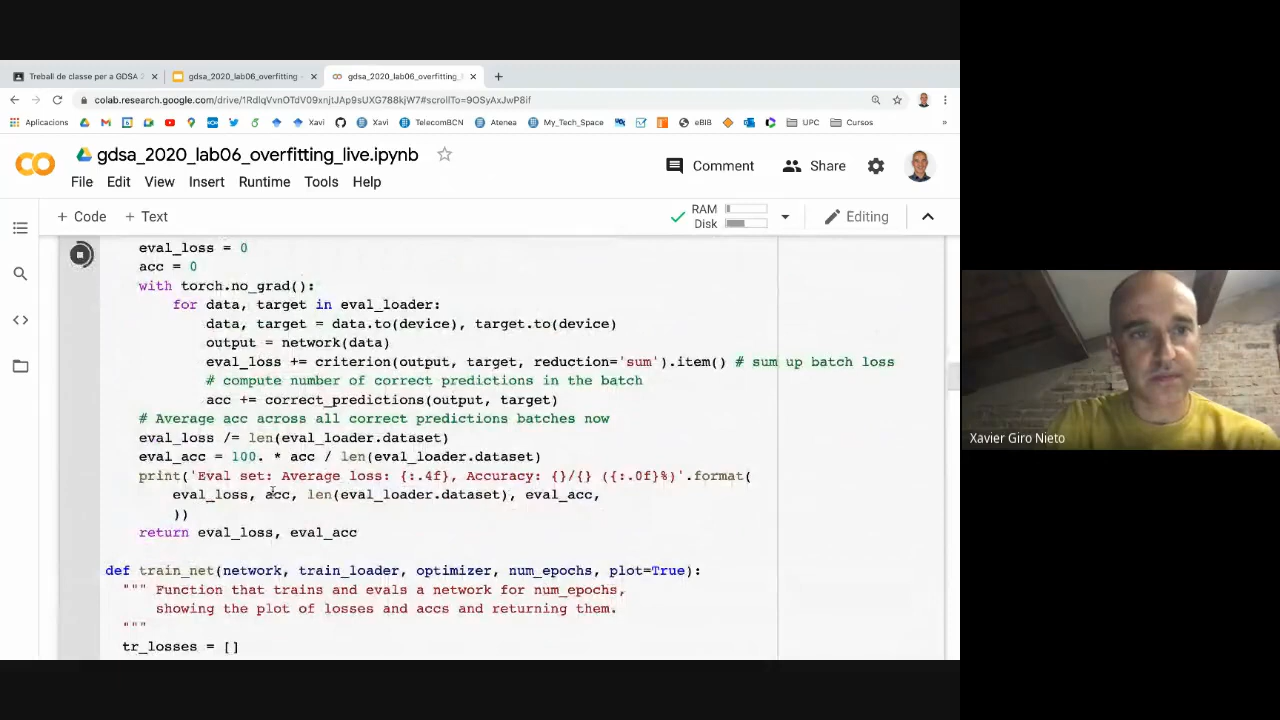 Treball de classe per a GDSA
gdsa_2020_lab06_overfitting
gdsa_2020_lab06_overfitting_l
colab.research.google.com/drive/1RdlqVvnOTdV09xnjtJAp9sUXG788kjW7#scrollTo=9OSyAxJwP8if
Aplicacions
Xavi
Xavi
TelecomBCN
Atenea
My_Tech_Space
eBIB
UPC
Cursos
»
gdsa_2020_lab06_overfitting_live.ipynb
Comment
Share
File Edit View Insert Runtime Tools Help
+ Code + Text
RAM
Disk
Editing
eval_loss = 0
acc = 0
with torch.no_grad():
for data, target in eval_loader:
data, target = data.to(device), target.to(device)
output = network(data)
eval_loss += criterion(output, target, reduction='sum').item() # sum up batch loss
# compute number of correct predictions in the batch
acc += correct_predictions(output, target)
# Average acc across all correct predictions batches now
eval_loss /= len(eval_loader.dataset)
eval_acc = 100. * acc / len(eval_loader.dataset)
print('Eval set: Average loss: {:.4f}, Accuracy: {}/{} ({:.0f}%)'.format(
eval_loss, acc, len(eval_loader.dataset), eval_acc,
))
return eval_loss, eval_acc
def train_net(network, train_loader, optimizer, num_epochs, plot=True):
""" Function that trains and evals a network for num_epochs,
showing the plot of losses and accs and returning them.
"""
tr_losses = []
Xavier Giro Nieto